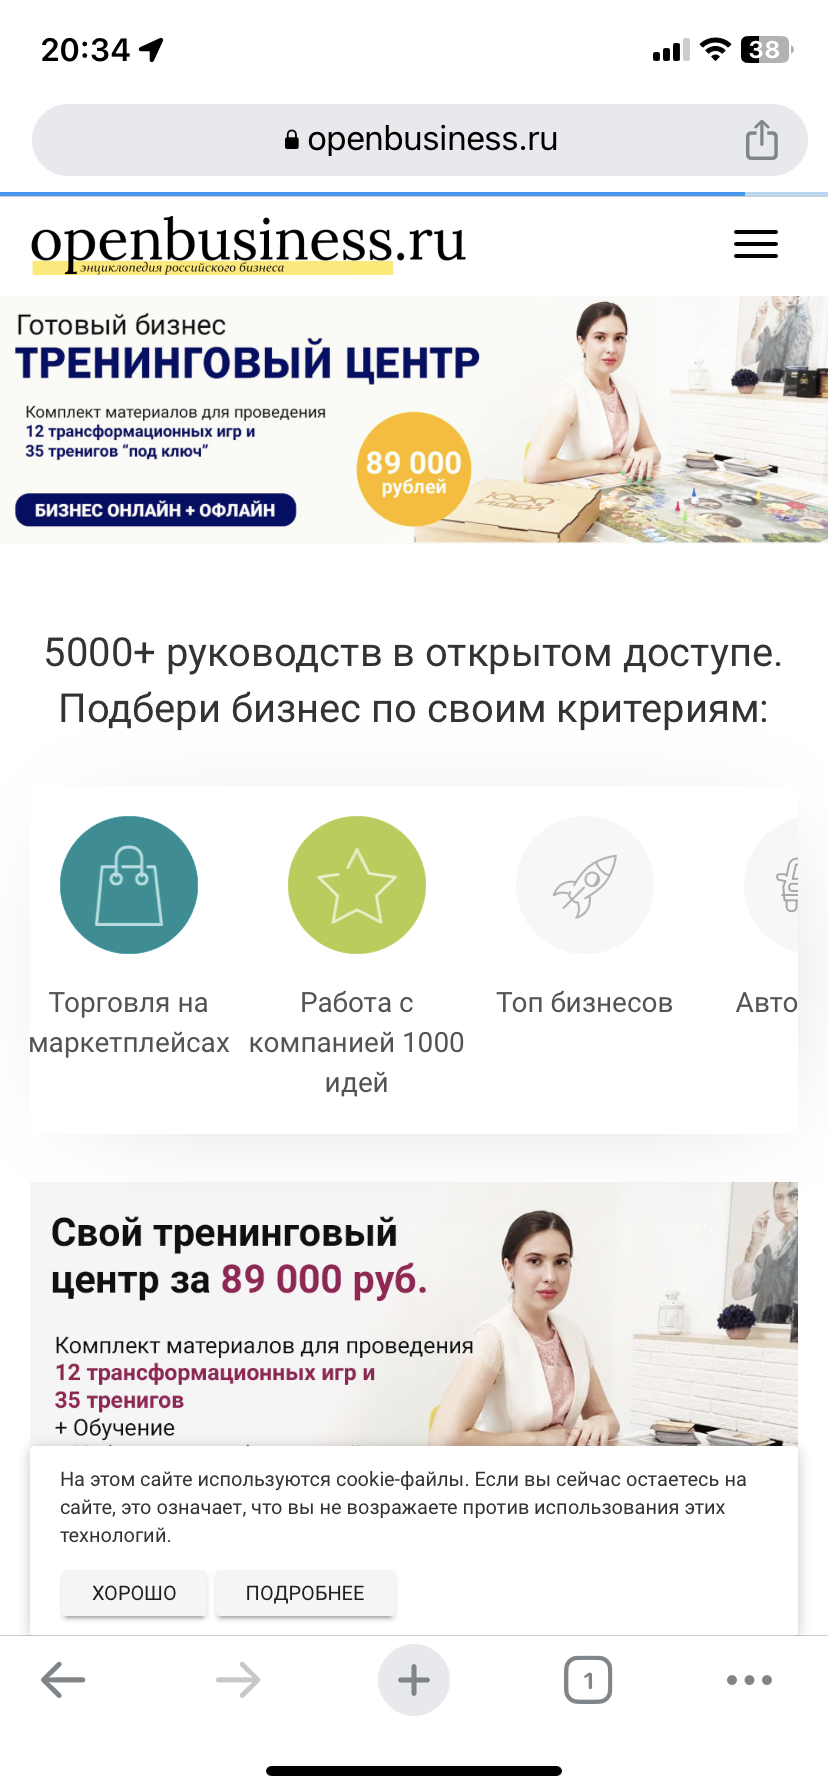 20:34
38
openbusiness.ru
openbusiness.ru
энциклопедия российского бизнеса
Готовый бизнес
ТРЕНИНГОВЫЙ ЦЕНТР
Комплект материалов для проведения
12 трансформационных игр и
35 тренигов “под ключ”
89 000
рублей
БИЗНЕС ОНЛАЙН + ОФЛАЙН
5000+ руководств в открытом доступе.
Подбери бизнес по своим критериям:
Торговля на
маркетплейсах
Работа с
компанией 1000
идей
Топ бизнесов
Авто
Свой тренинговый
центр за 89 000 руб.
Комплект материалов для проведения
12 трансформационных игр и
35 тренигов
+ Обучение
На этом сайте используются cookie-файлы. Если вы сейчас остаетесь на
сайте, это означает, что вы не возражаете против использования этих
технологий.
ХОРОШО
ПОДРОБНЕЕ
1